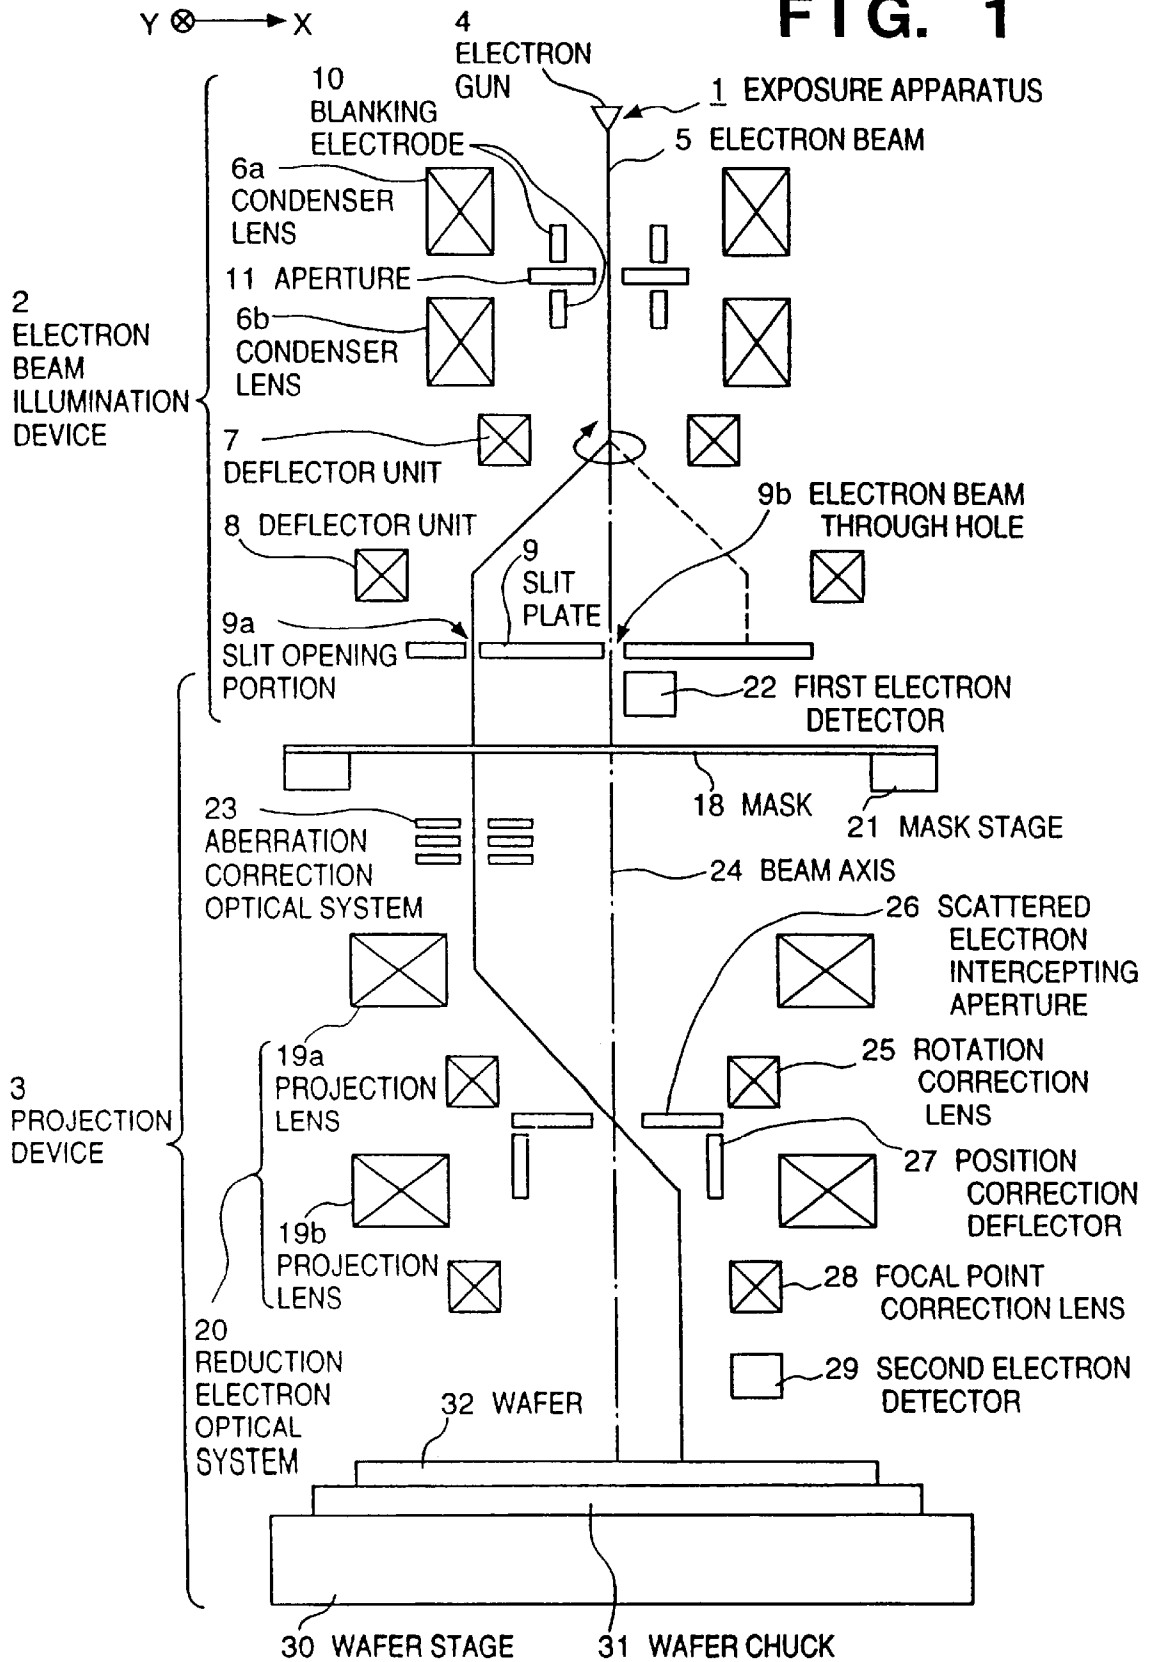 FIG. 1
Y X
4
ELECTRON
GUN
10
BLANKING
ELECTRODE
1 EXPOSURE APPARATUS
5 ELECTRON BEAM
6a
CONDENSER
LENS
11 APERTURE
6b
CONDENSER
LENS
2
ELECTRON
BEAM
ILLUMINATION
DEVICE
7
DEFLECTOR UNIT
9b ELECTRON BEAM
THROUGH HOLE
8 DEFLECTOR UNIT
9
SLIT
PLATE
9a
SLIT OPENING
PORTION
22 FIRST ELECTRON
DETECTOR
18 MASK
21 MASK STAGE
23
ABERRATION
CORRECTION
OPTICAL SYSTEM
24 BEAM AXIS
26 SCATTERED
ELECTRON
INTERCEPTING
APERTURE
19a
PROJECTION
LENS
25 ROTATION
CORRECTION
LENS
3
PROJECTION
DEVICE
27 POSITION
CORRECTION
DEFLECTOR
19b
PROJECTION
LENS
28 FOCAL POINT
CORRECTION LENS
20
REDUCTION
ELECTRON
OPTICAL
SYSTEM
29 SECOND ELECTRON
DETECTOR
32 WAFER
30 WAFER STAGE
31 WAFER CHUCK